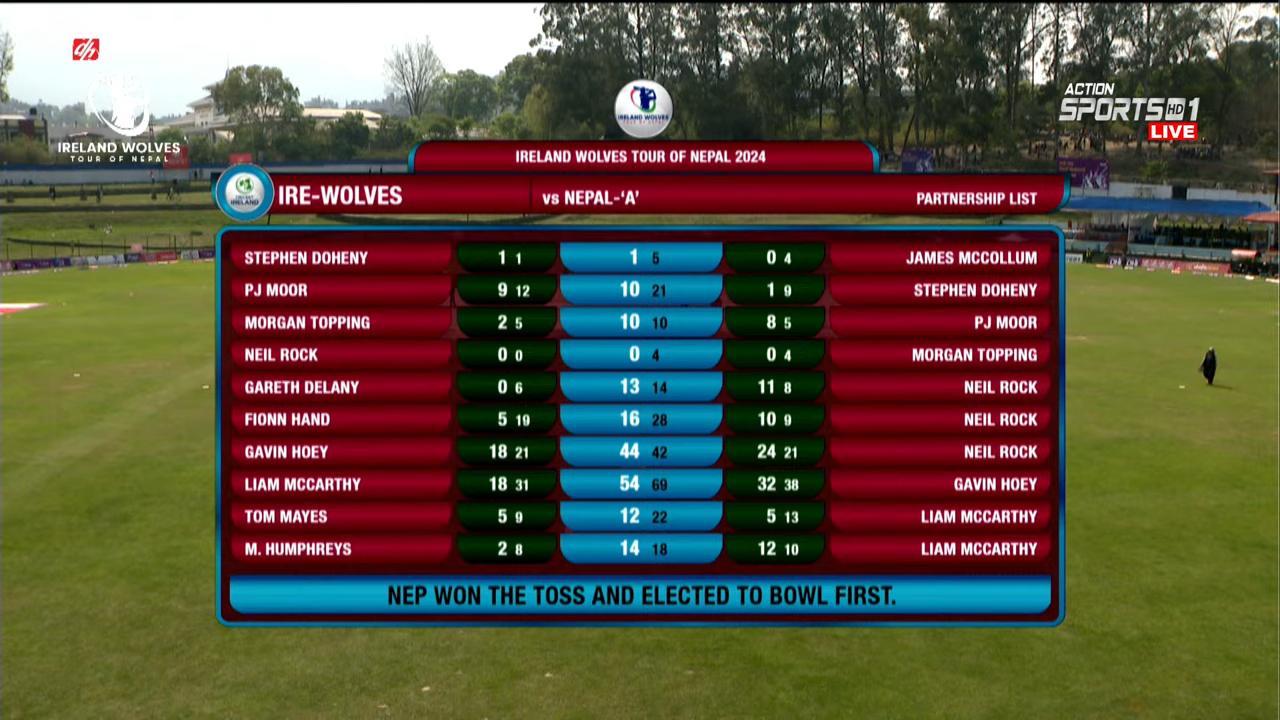 dh
IRELAND WOLVES
TOUR OF NEPAL
IRELAND WOLVES
ACTION
SPORTS HD 1
LIVE
IRELAND WOLVES TOUR OF NEPAL 2024
IRE-WOLVES vs NEPAL-‘A’ PARTNERSHIP LIST
STEPHEN DOHENY 1 1 1 5 0 4 JAMES MCCOLLUM
PJ MOOR 9 12 10 21 1 9 STEPHEN DOHENY
MORGAN TOPPING 2 5 10 10 8 5 PJ MOOR
NEIL ROCK 0 0 0 4 0 4 MORGAN TOPPING
GARETH DELANY 0 6 13 14 11 8 NEIL ROCK
FIONN HAND 5 19 16 28 10 9 NEIL ROCK
GAVIN HOEY 18 21 44 42 24 21 NEIL ROCK
LIAM MCCARTHY 18 31 54 69 32 38 GAVIN HOEY
TOM MAYES 5 9 12 22 5 13 LIAM MCCARTHY
M. HUMPHREYS 2 8 14 18 12 10 LIAM MCCARTHY
NEP WON THE TOSS AND ELECTED TO BOWL FIRST.